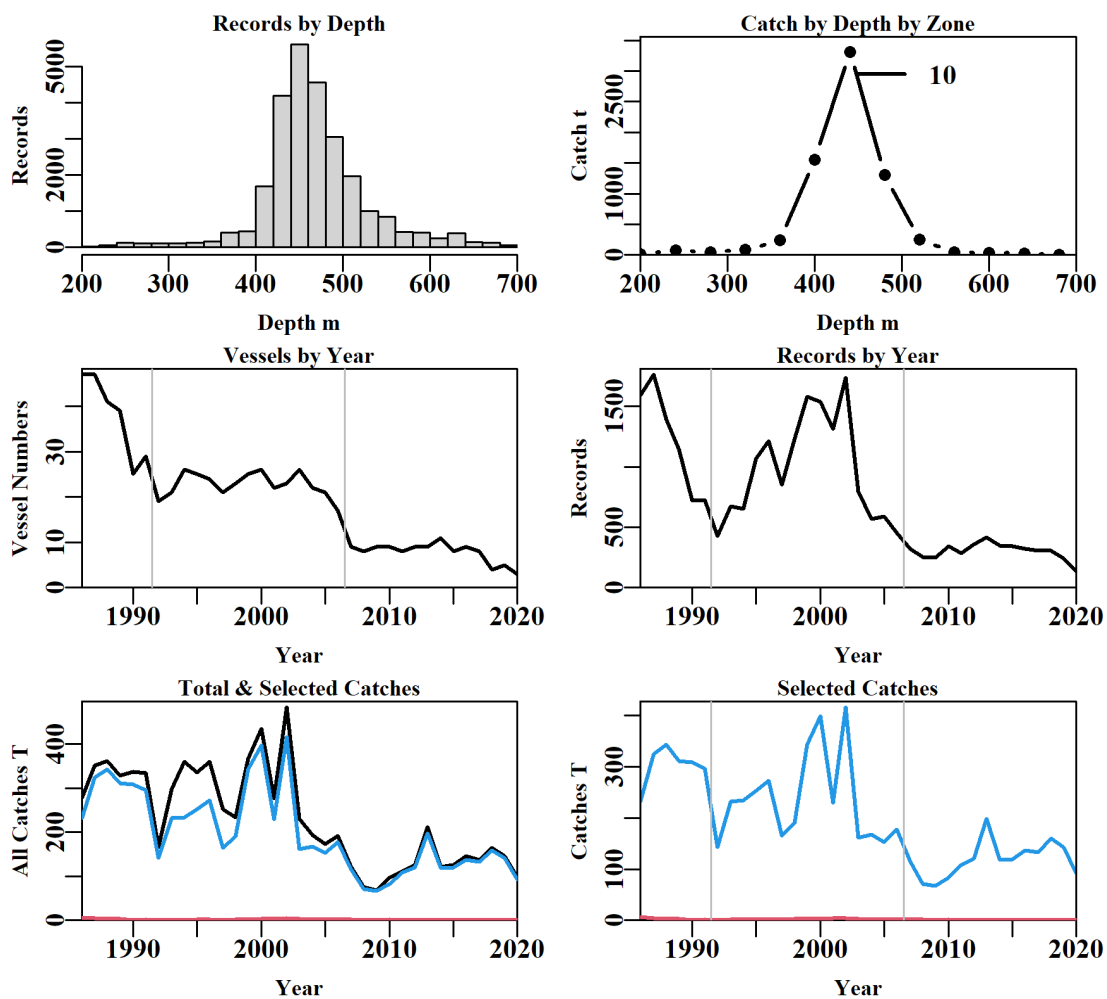 Records by Depth
Records
0
2000
5000
200 300 400 500 600 700
Depth m
Catch by Depth by Zone
Catch t
0
1000
2500
10
200 300 400 500 600 700
Depth m
Vessels by Year
Vessel Numbers
0
10
30
1990 2000 2010 2020
Year
Records by Year
Records
0
500
1500
1990 2000 2010 2020
Year
Total & Selected Catches
All Catches T
0
200
400
1990 2000 2010 2020
Year
Selected Catches
Catches T
0
100
300
1990 2000 2010 2020
Year